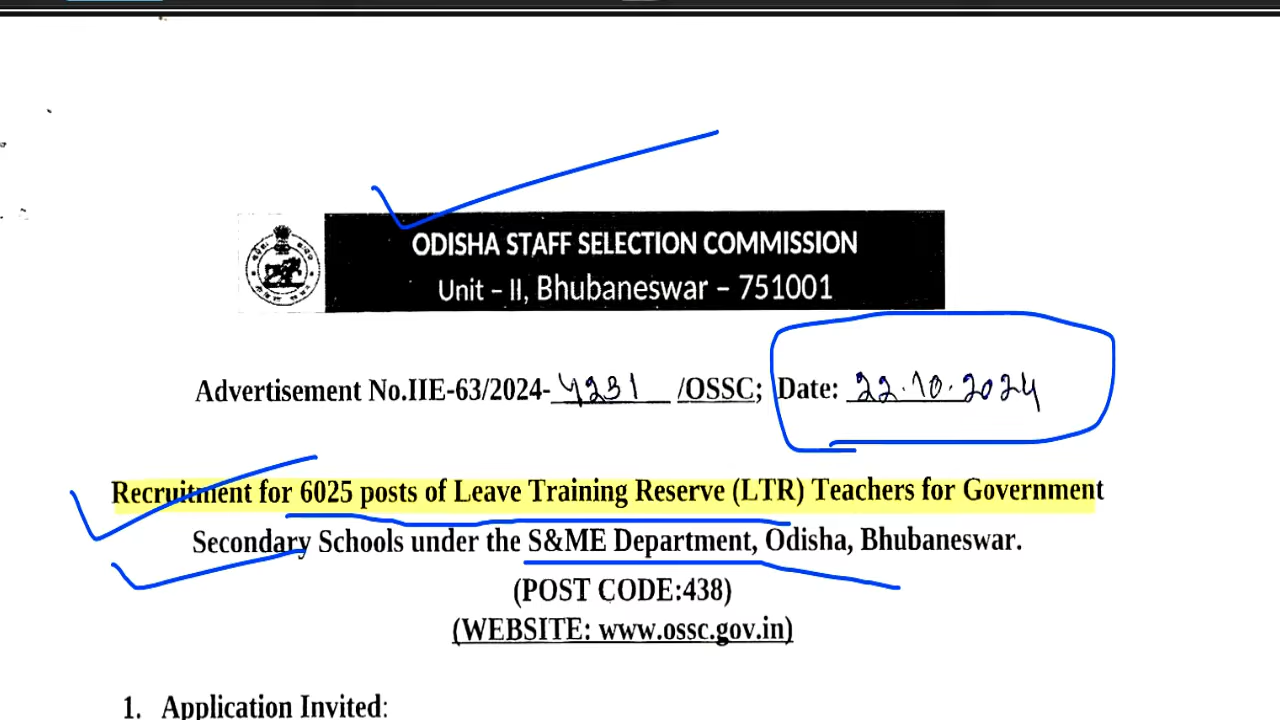 ODISHA STAFF SELECTION COMMISSION
Unit – II, Bhubaneswar – 751001
Advertisement No.IIE-63/2024-4231 /OSSC; Date: 22.10.2024
Recruitment for 6025 posts of Leave Training Reserve (LTR) Teachers for Government
Secondary Schools under the S&ME Department, Odisha, Bhubaneswar.
(POST CODE:438)
(WEBSITE: www.ossc.gov.in)
1. Application Invited: